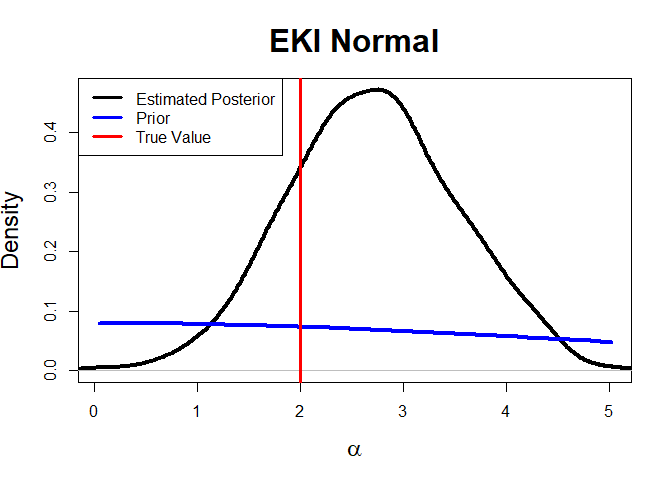 EKI Normal
Estimated Posterior
Prior
True Value
Density
0.4
0.3
0.2
0.1
0.0
0 1 2 3 4 5
α